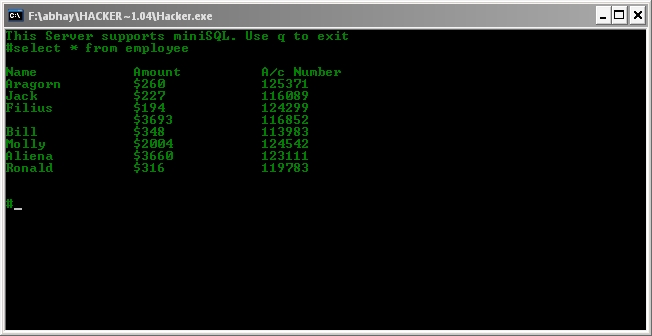 F:\abhay\HACKER~1.04\Hacker.exe
This Server supports miniSQL. Use q to exit
#select * from employee
Name Amount A/c Number
Aragorn $260 125371
Jack $227 116089
Filius $194 124299
$3693 116852
Bill $348 113983
Molly $2004 124542
Aliena $3660 123111
Ronald $316 119783
#_